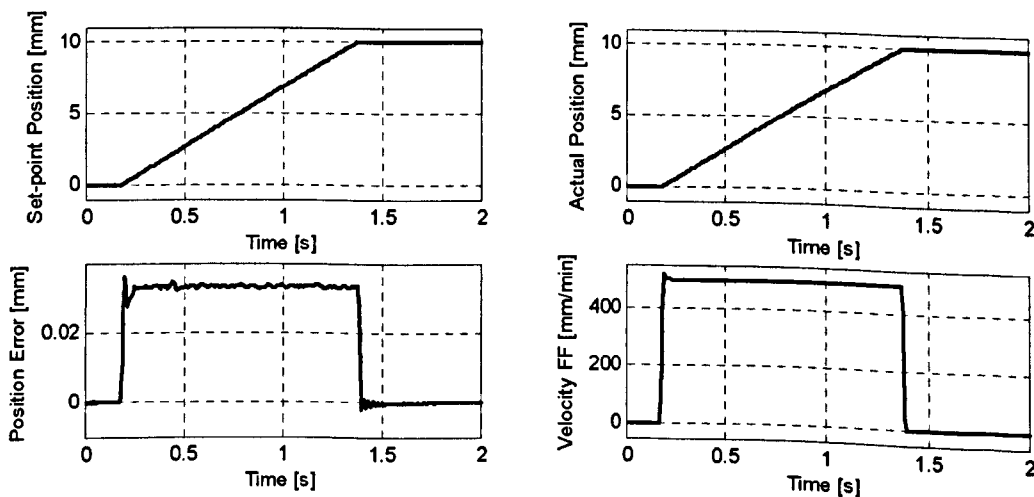 Set-point Position [mm]
10
5
0
0 0.5 1 1.5 2
Time [s]
Actual Position [mm]
10
5
0
0 0.5 1 1.5 2
Time [s]
Position Error [mm]
0.02
0
0 0.5 1 1.5 2
Time [s]
Velocity FF [mm/min]
400
200
0
0 0.5 1 1.5 2
Time [s]